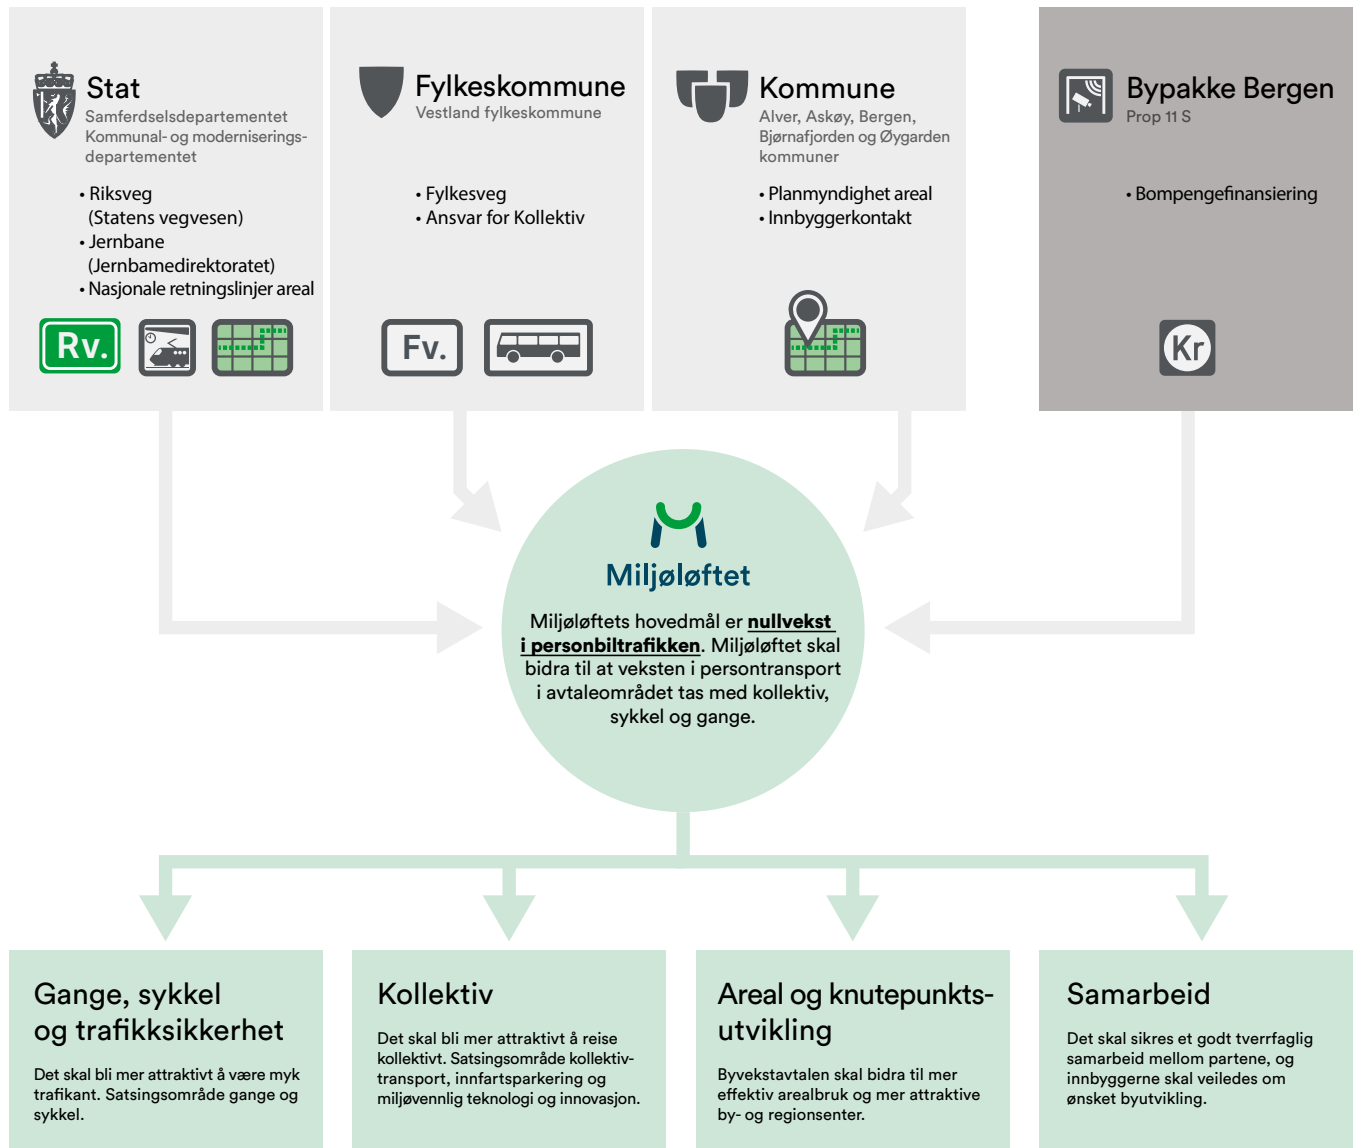 Stat
Samferdselsdepartementet
Kommunal- og moderniserings-
departementet
• Riksveg
(Statens vegvesen)
• Jernbane
(Jernbamedirektoratet)
• Nasjonale retningslinjer areal
Rv.
Fylkeskommune
Vestland fylkeskommune
• Fylkesveg
• Ansvar for Kollektiv
Fv.
Kommune
Alver, Askøy, Bergen,
Bjørnafjorden og Øygarden
kommuner
• Planmyndighet areal
• Innbyggerkontakt
Bypakke Bergen
Prop 11 S
• Bompengefinansiering
Kr
Miljøløftet
Miljøløftets hovedmål er nullvekst
i personbiltrafikken. Miljøløftet skal
bidra til at veksten i persontransport
i avtaleområdet tas med kollektiv,
sykkel og gange.
Gange, sykkel
og trafikksikkerhet
Det skal bli mer attraktivt å være myk
trafikant. Satsingsområde gange og
sykkel.
Kollektiv
Det skal bli mer attraktivt å reise
kollektivt. Satsingsområde kollektiv-
transport, innfartsparkering og
miljøvennlig teknologi og innovasjon.
Areal og knutepunkts-
utvikling
Byvekstavtalen skal bidra til mer
effektiv arealbruk og mer attraktive
by- og regionsenter.
Samarbeid
Det skal sikres et godt tverrfaglig
samarbeid mellom partene, og
innbyggerne skal veiledes om
ønsket byutvikling.